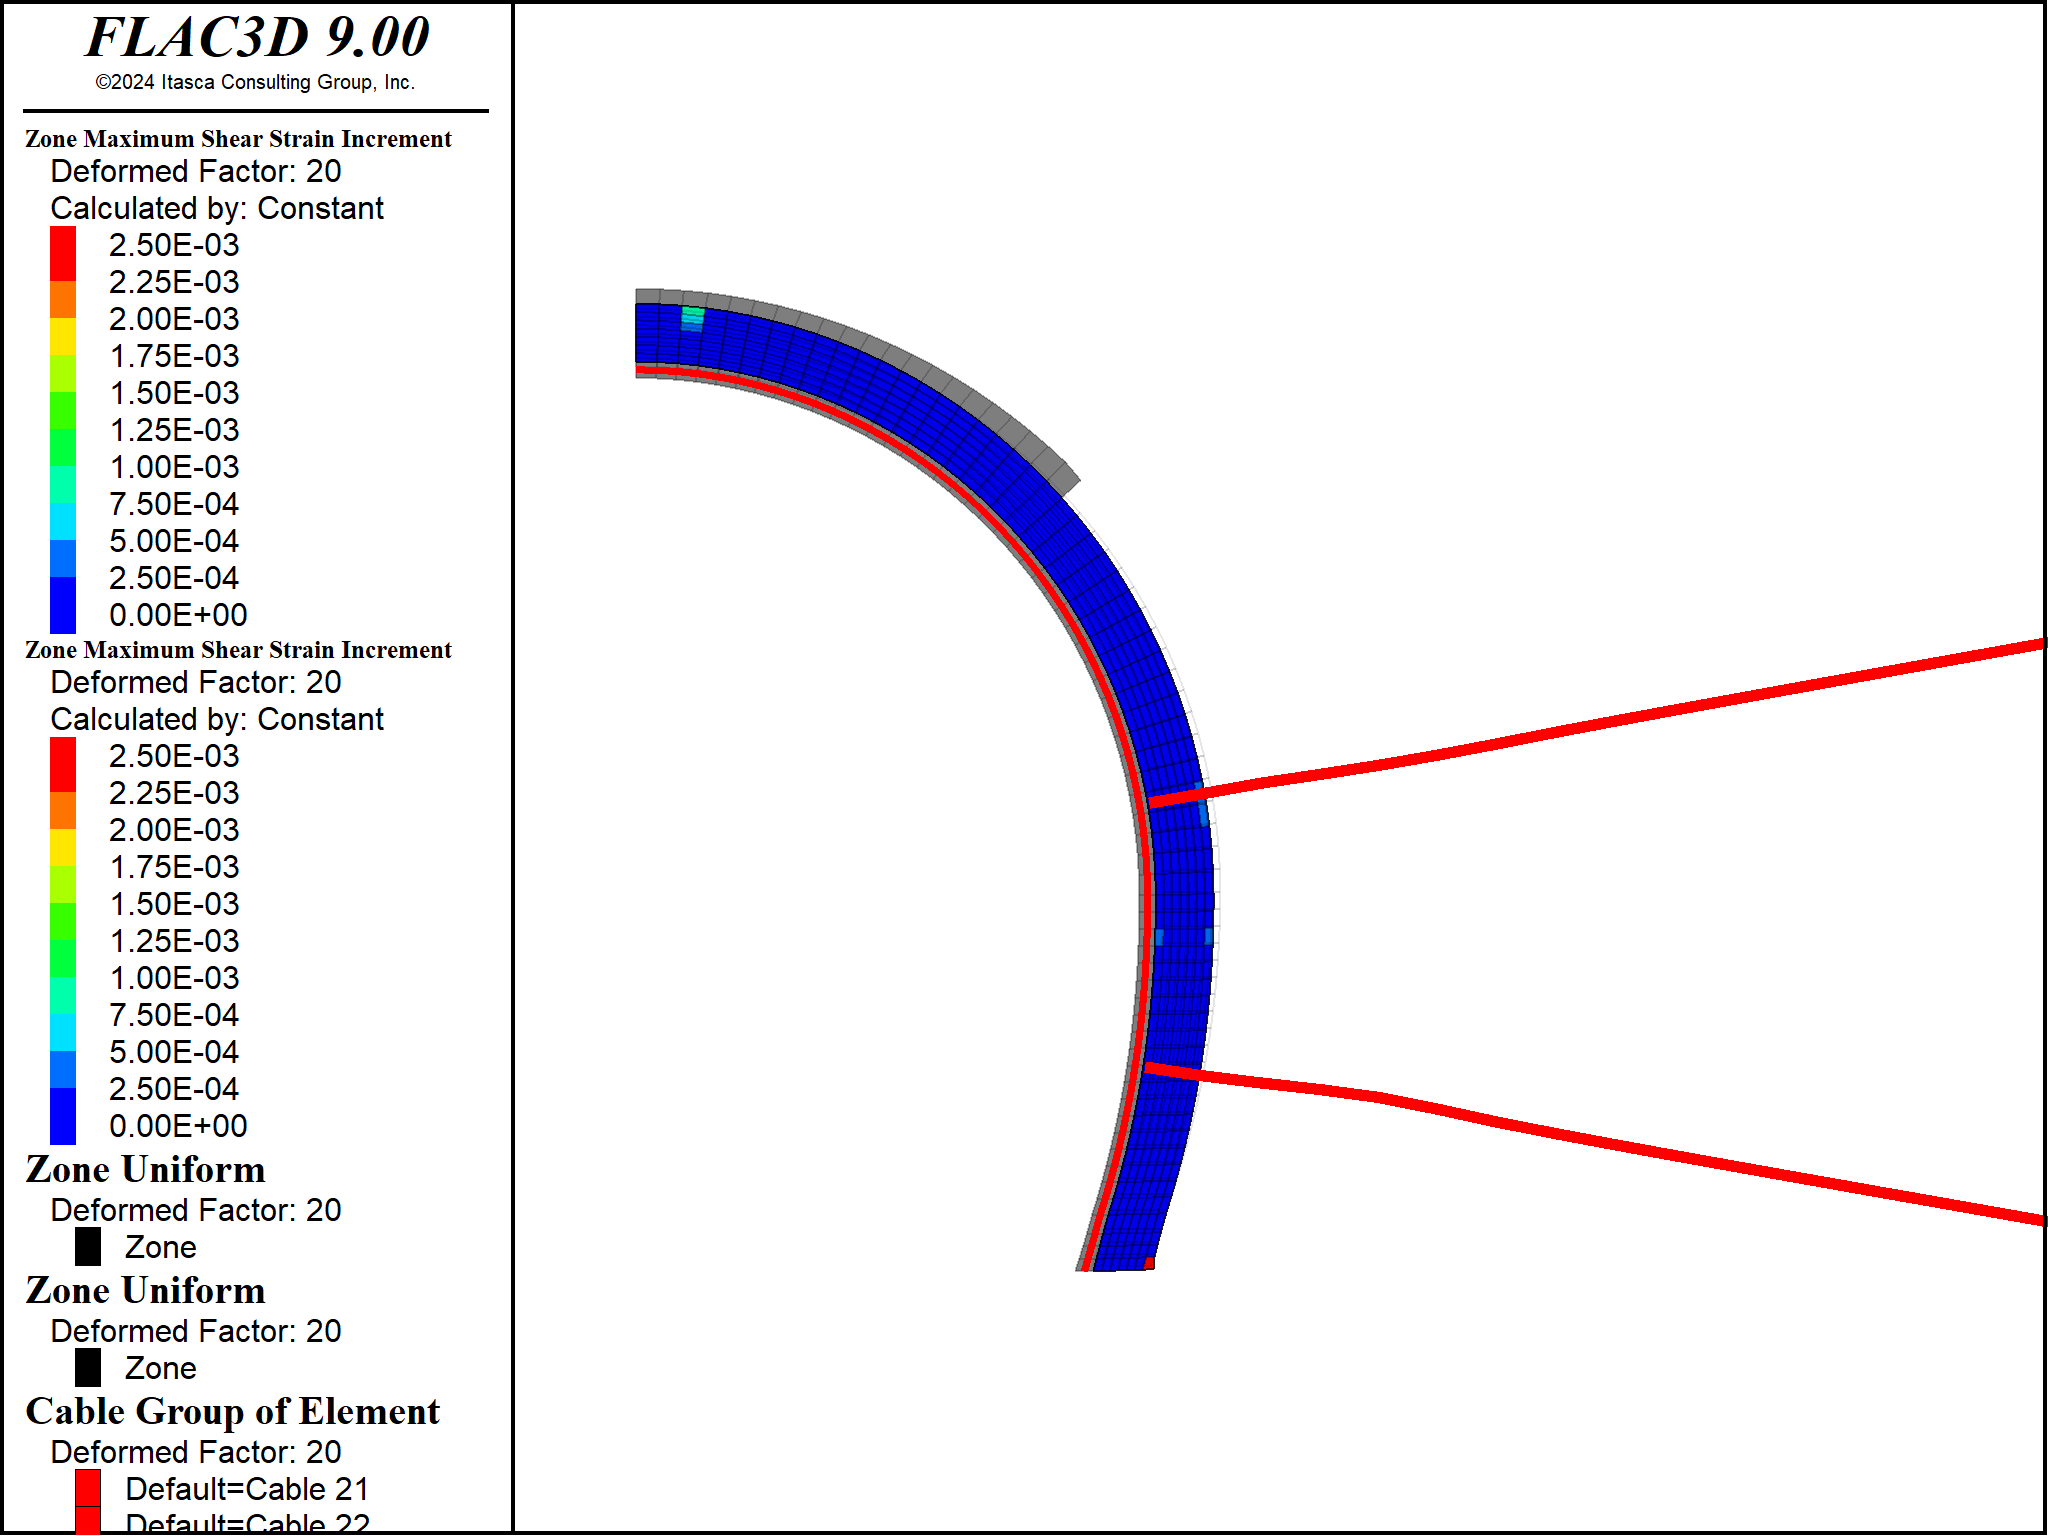 FLAC3D 9.00
©2024 Itasca Consulting Group, Inc.
Zone Maximum Shear Strain Increment
Deformed Factor: 20
Calculated by: Constant
2.50E-03
2.25E-03
2.00E-03
1.75E-03
1.50E-03
1.25E-03
1.00E-03
7.50E-04
5.00E-04
2.50E-04
0.00E+00
Zone Maximum Shear Strain Increment
Deformed Factor: 20
Calculated by: Constant
2.50E-03
2.25E-03
2.00E-03
1.75E-03
1.50E-03
1.25E-03
1.00E-03
7.50E-04
5.00E-04
2.50E-04
0.00E+00
Zone Uniform
Deformed Factor: 20
Zone
Zone Uniform
Deformed Factor: 20
Zone
Cable Group of Element
Deformed Factor: 20
Default=Cable 21
Default=Cable 22